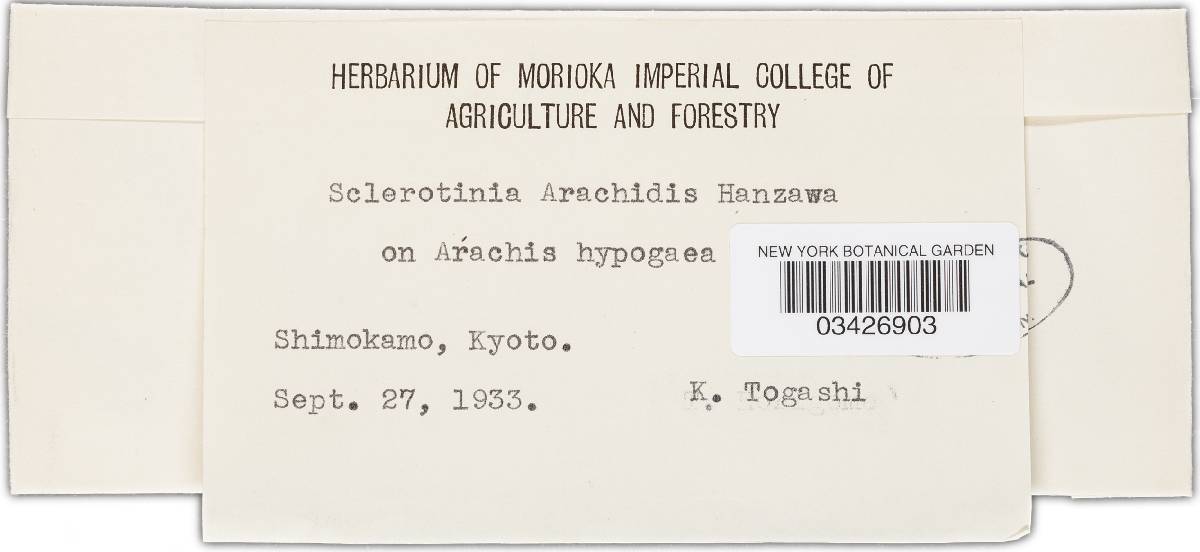 HERBARIUM OF MORIOKA IMPERIAL COLLEGE OF
AGRICULTURE AND FORESTRY
Sclerotinia Arachidis Hanzawa
on Arachis hypogaea
NEW YORK BOTANICAL GARDEN
03426903
Shimokamo, Kyoto.
Sept. 27, 1933.
K. Togashi